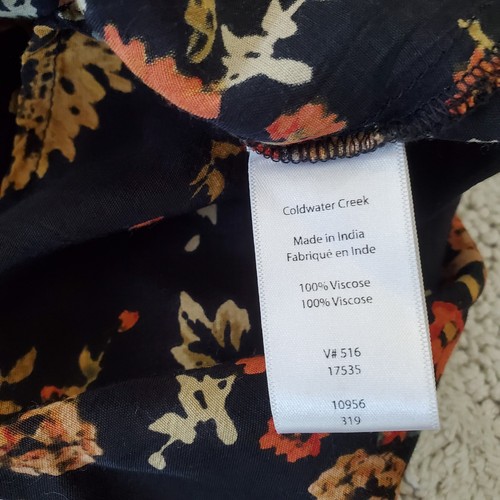 Coldwater Creek
Made in India
Fabriqué en Inde
100% Viscose
100% Viscose
V# 516
17535
10956
319